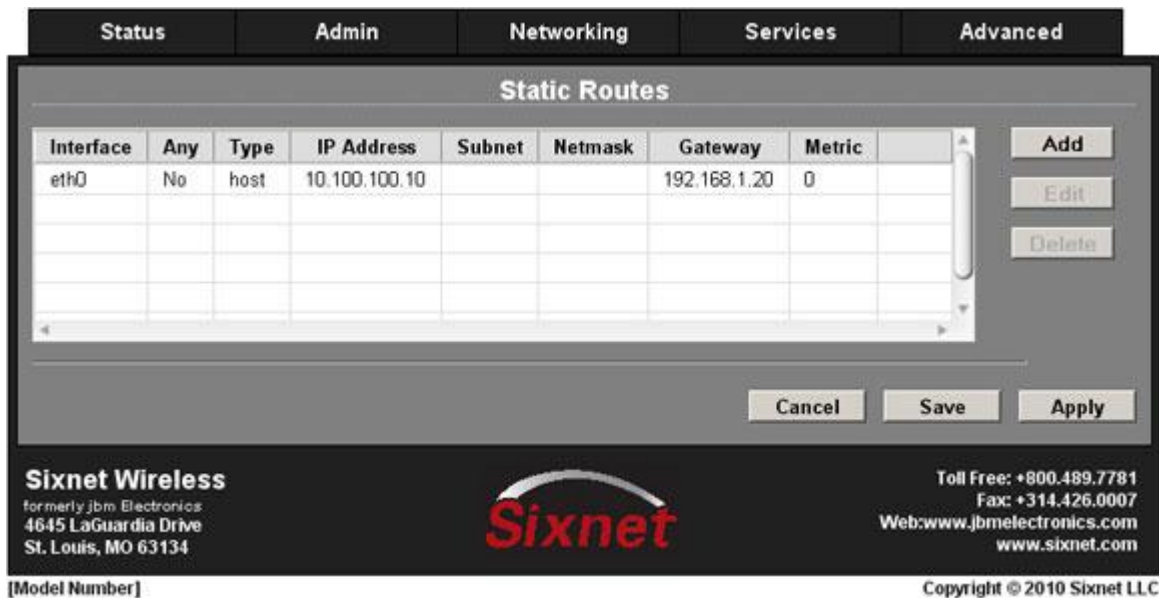 Status Admin Networking Services Advanced
Static Routes
Interface Any Type IP Address Subnet Netmask Gateway Metric
eth0 No host 10.100.100.10 192.168.1.20 0
Add
Edit
Delete
Cancel Save Apply
Sixnet Wireless
formerly jbm Electronics
4645 LaGuardia Drive
St. Louis, MO 63134
Sixnet
Toll Free: +800.489.7781
Fax: +314.426.0007
Web:www.jbmelectronics.com
www.sixnet.com
[Model Number] Copyright © 2010 Sixnet LLC